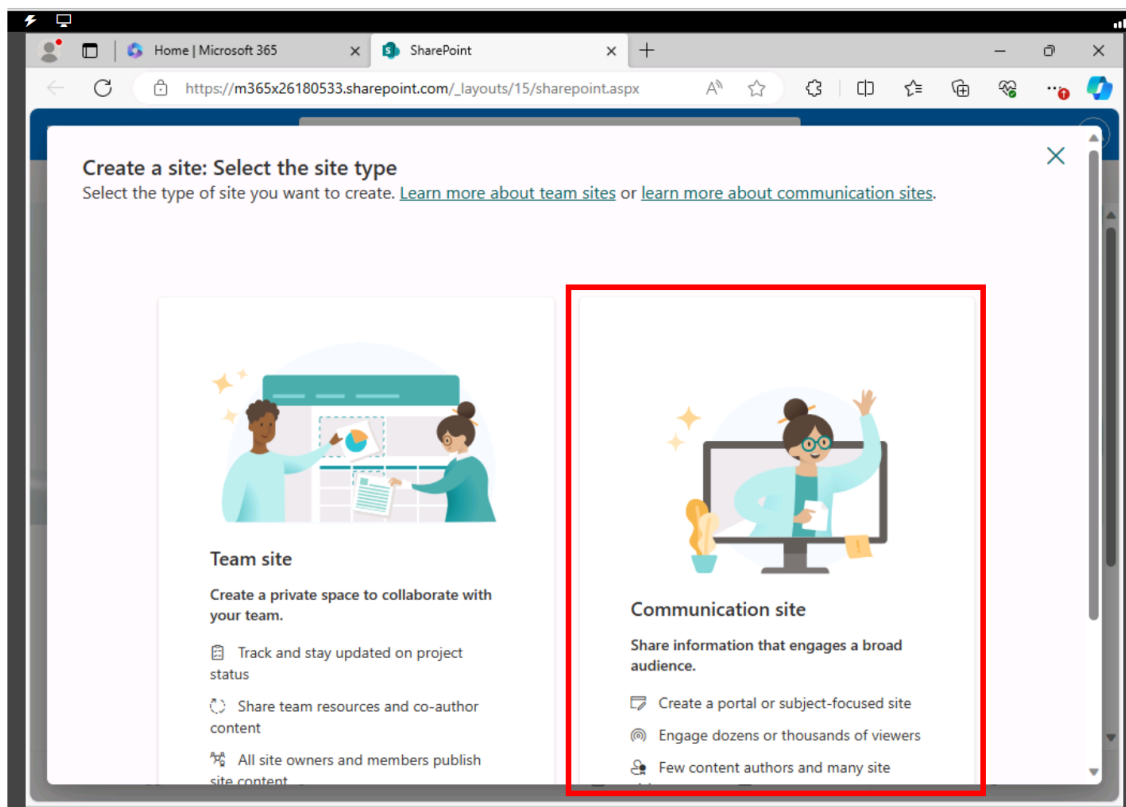 Home | Microsoft 365
SharePoint
https://m365x26180533.sharepoint.com/_layouts/15/sharepoint.aspx
Create a site: Select the site type
Select the type of site you want to create. Learn more about team sites or learn more about communication sites.
Team site
Create a private space to collaborate with
your team.
Track and stay updated on project
status
Share team resources and co-author
content
All site owners and members publish
site content
Communication site
Share information that engages a broad
audience.
Create a portal or subject-focused site
Engage dozens or thousands of viewers
Few content authors and many site